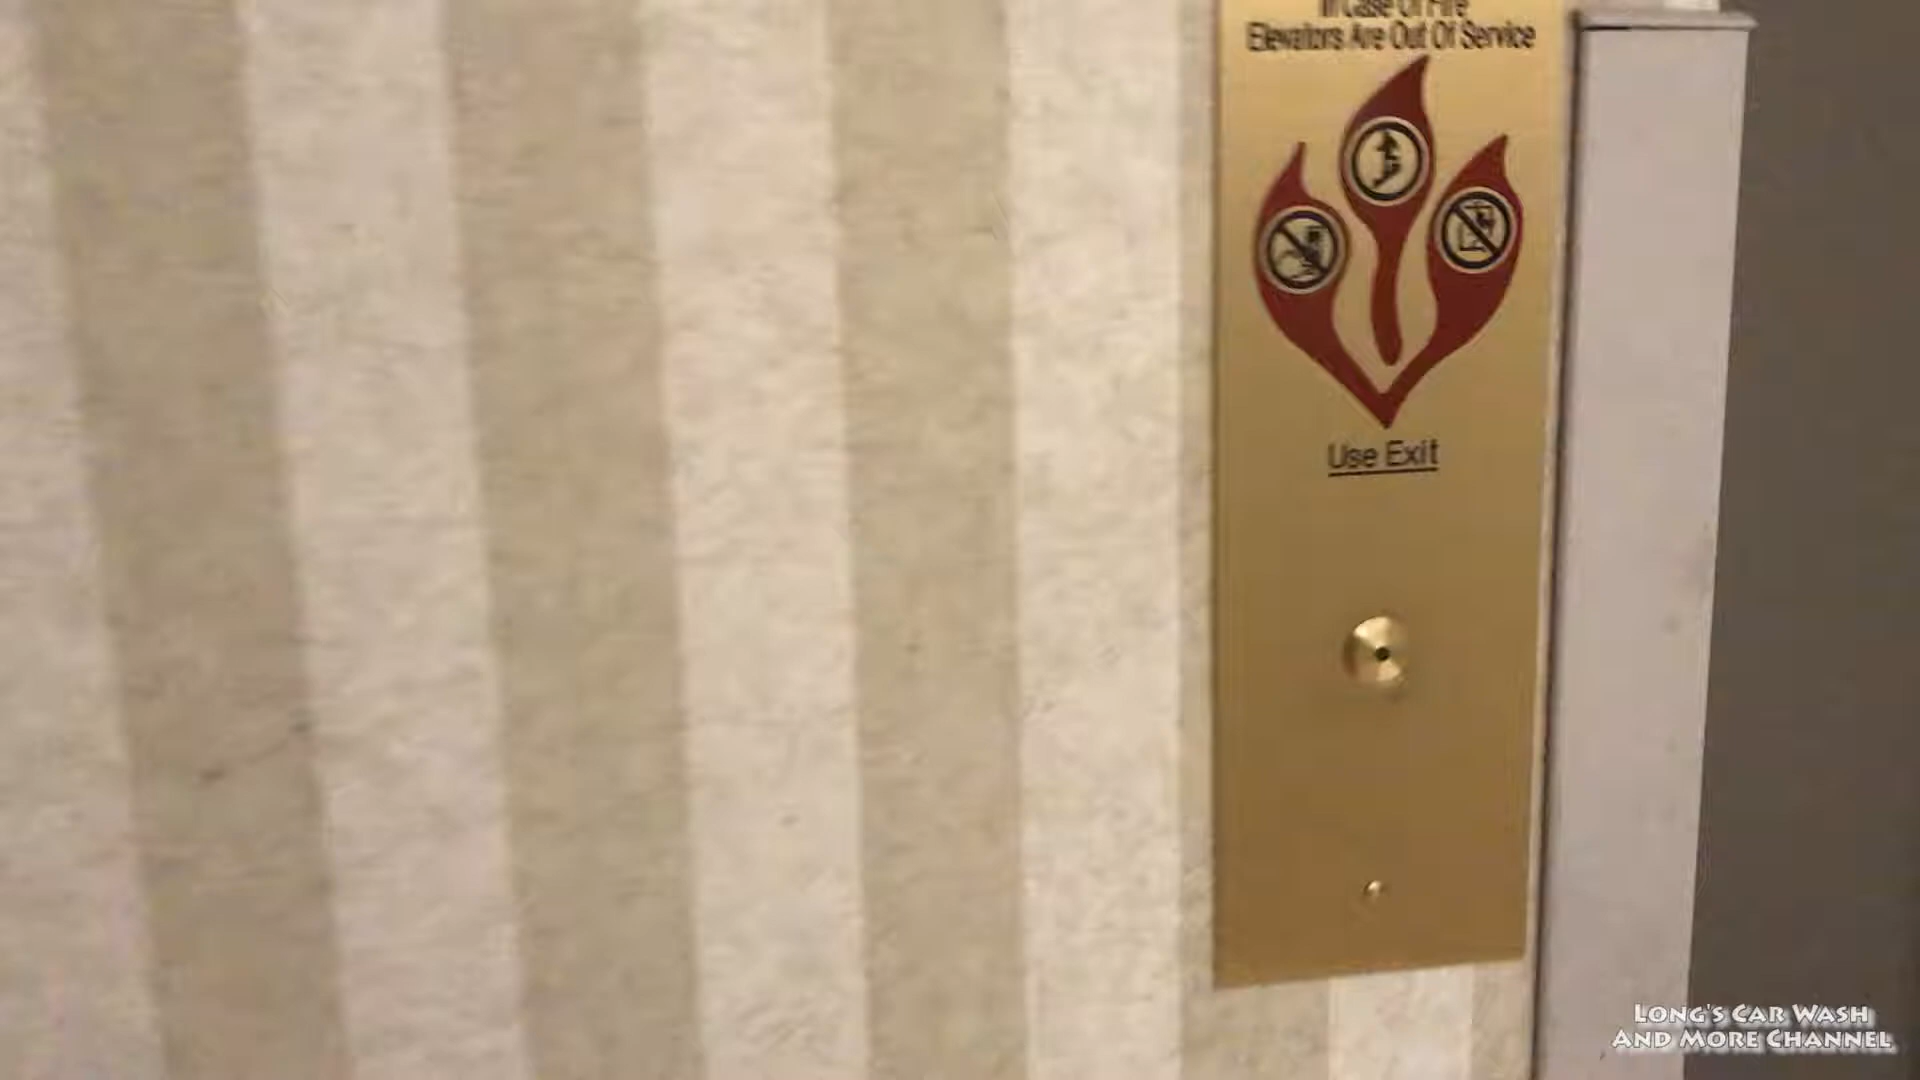 In Case Of Fire
Elevators Are Out Of Service
Use Exit
LONG'S CAR WASH
AND MORE CHANNEL